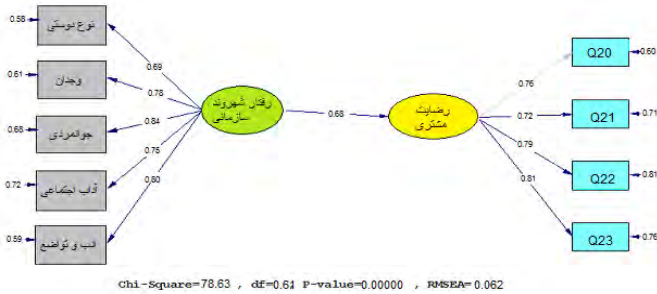 0.58
نوع دوستی
0.69
0.61
وجدان
0.78
0.68
جوانمردی
0.84
0.72
آداب اجتماعی
0.75
0.59
ادب و تواضع
0.80
رفتار شهروند
سازمانی
0.68
رضایت
مشتری
0.76
Q20
0.60
0.72
Q21
0.71
0.79
Q22
0.81
0.81
Q23
0.76
Chi-Square=78.63 , df=0.61 P-value=0.00000 , RMSEA=0.062